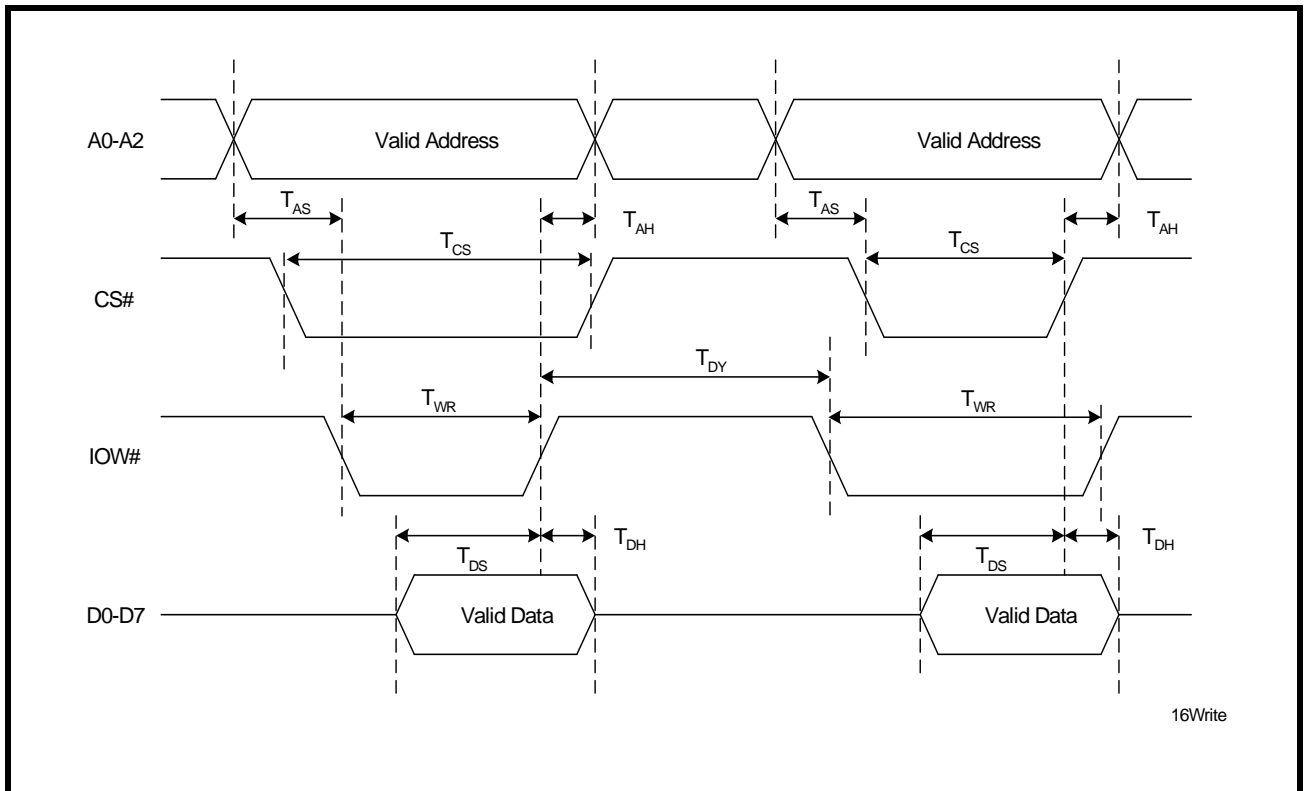 A0-A2
Valid Address
Valid Address
TAS
TAH
TAS
TAH
TCS
TCS
CS#
TDY
TWR
TWR
IOW#
TDS
TDH
TDS
TDH
D0-D7
Valid Data
Valid Data
16Write